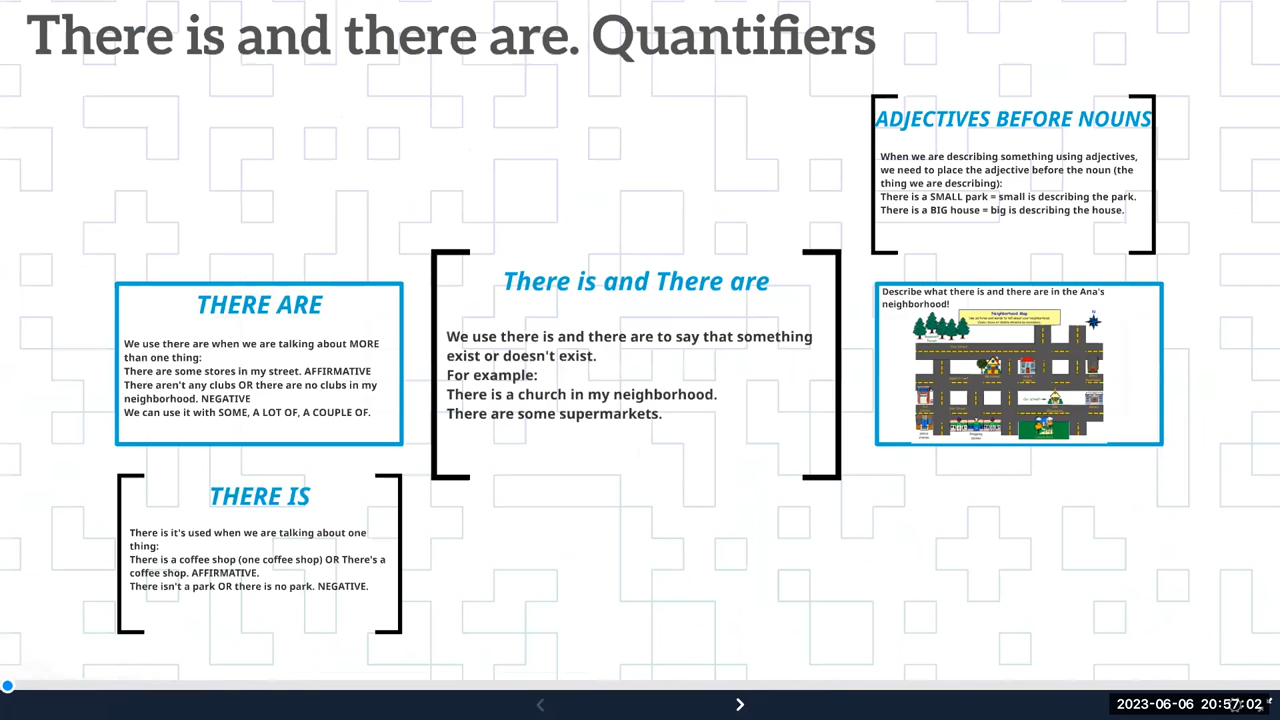 There is and there are. Quantifiers
ADJECTIVES BEFORE NOUNS
When we are describing something using adjectives,
we need to place the adjective before the noun (the
thing we are describing):
There is a SMALL park = small is describing the park.
There is a BIG house = big is describing the house.
There is and There are
We use there is and there are to say that something
exist or doesn't exist.
For example:
There is a church in my neighborhood.
There are some supermarkets.
THERE ARE
We use there are when we are talking about MORE
than one thing:
There are some stores in my street. AFFIRMATIVE
There aren't any clubs OR there are no clubs in my
neighborhood. NEGATIVE
We can use it with SOME, A LOT OF, A COUPLE OF.
Describe what there is and there are in the Ana's
neighborhood!
Neighborhood Map
THERE IS
There is it's used when we are talking about one
thing:
There is a coffee shop (one coffee shop) OR There's a
coffee shop. AFFIRMATIVE.
There isn't a park OR there is no park. NEGATIVE.
2023-06-06 20:57:02